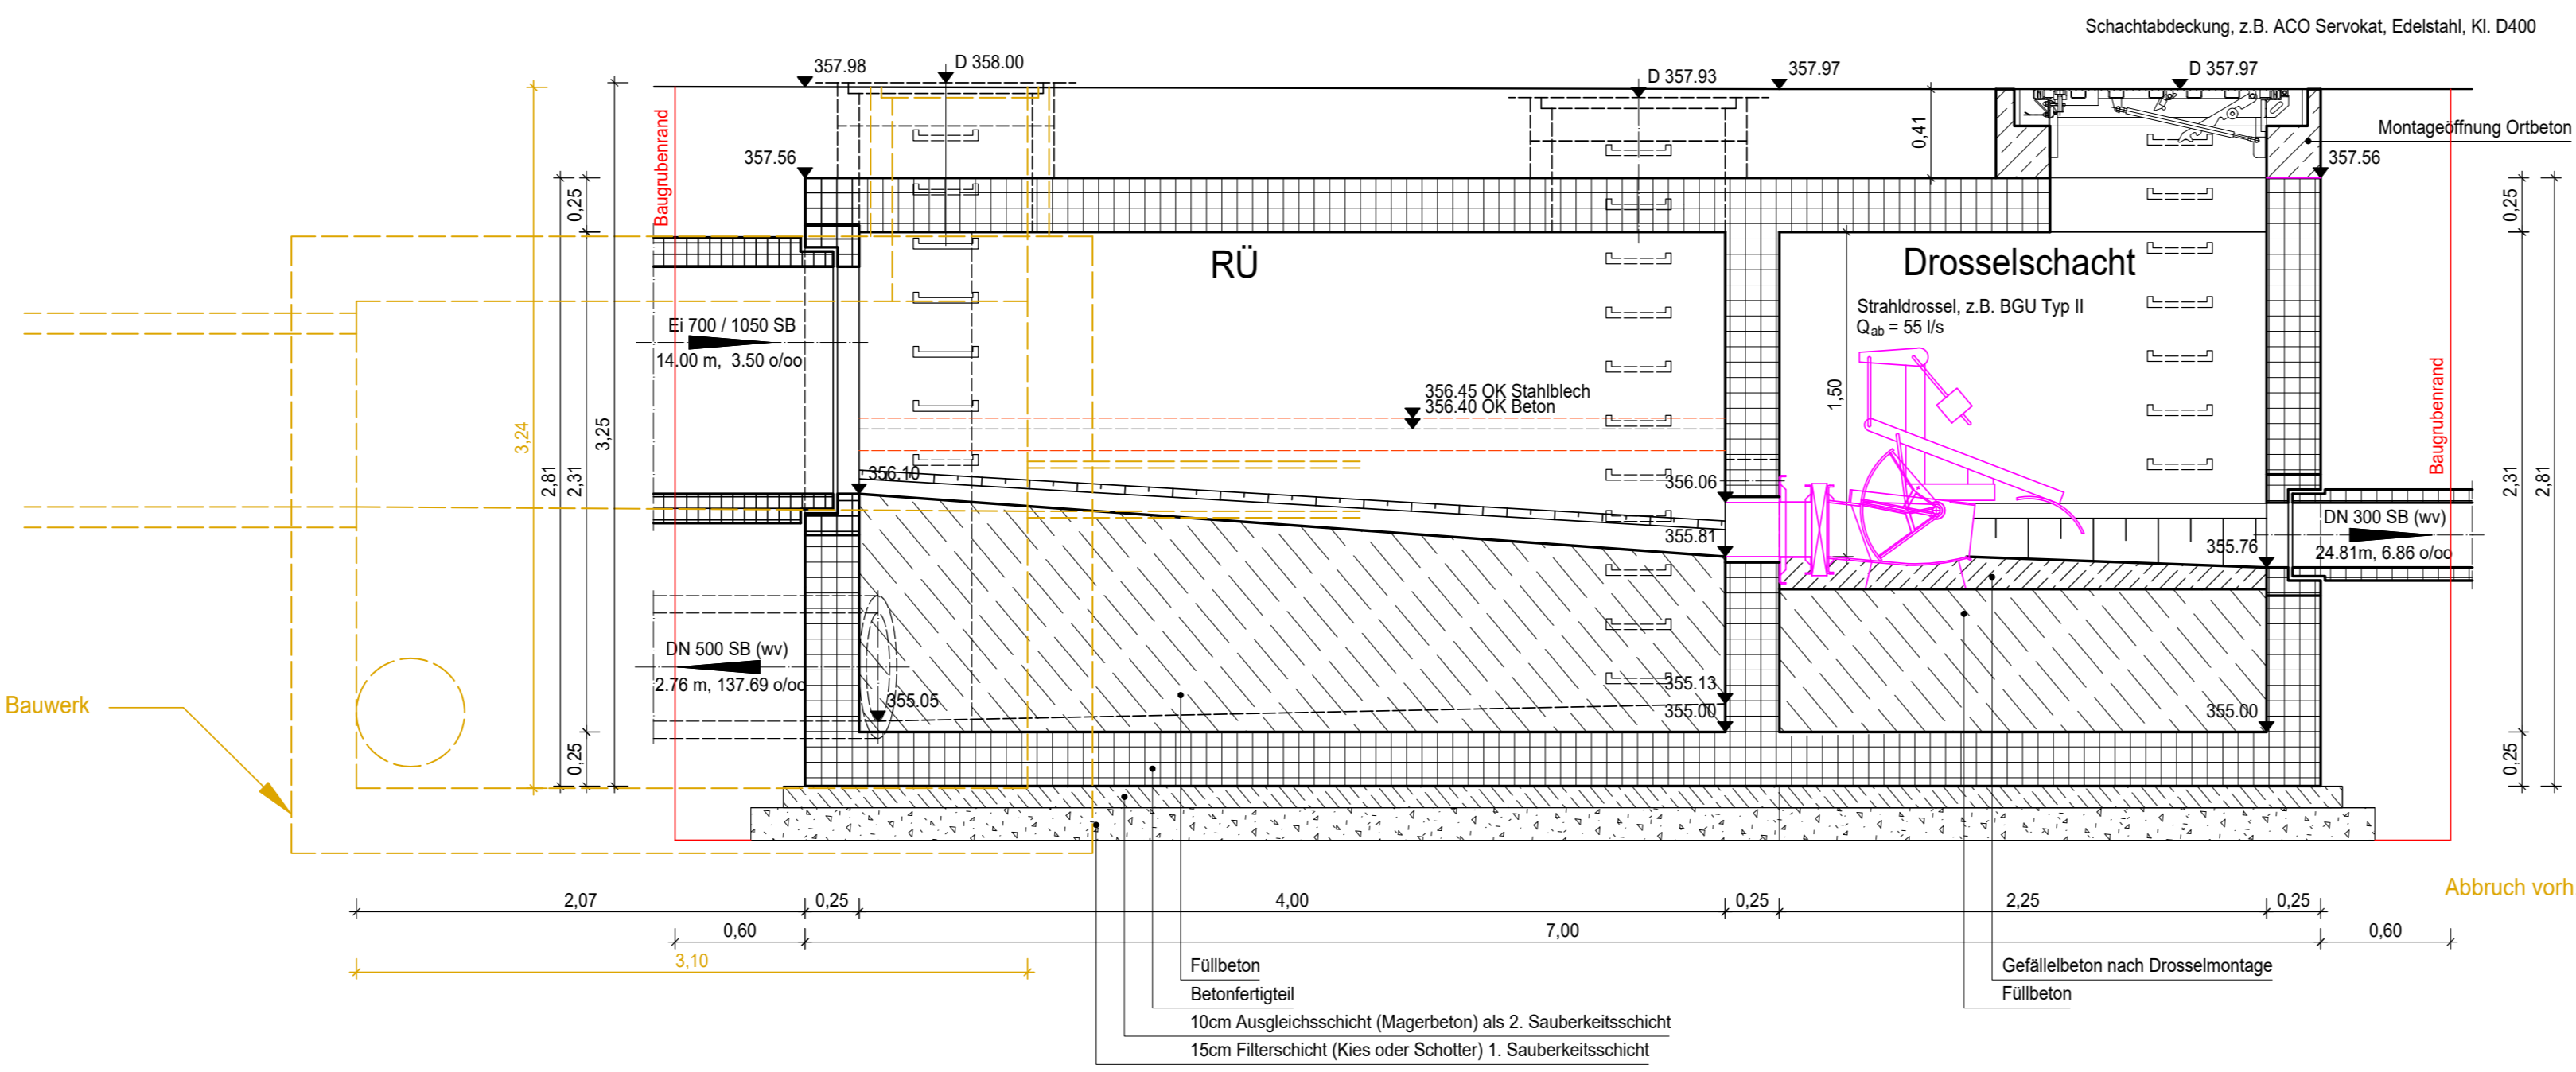 Schachtabdeckung, z.B. ACO Servokat, Edelstahl, Kl. D400
357.98
D 358.00
D 357.93
357.97
D 357.97
Montageöffnung Ortbeton
357.56
357.56
0,41
Baugrubenrand
0,25
0,25
RÜ
Drosselschacht
Strahldrossel, z.B. BGU Typ II
Qab = 55 l/s
Ei 700 / 1050 SB
14.00 m, 3.50 o/oo
3,24
2,81
2,31
3,25
1,50
356.45 OK Stahlblech
356.40 OK Beton
Baugrubenrand
356.10
356.06
2,31
2,81
355.81
355.76
DN 300 SB (wv)
24.81m, 6.86 o/oo
DN 500 SB (wv)
2.76 m, 137.69 o/oo
Bauwerk
355.05
355.13
355.00
355.00
0,25
0,25
Abbruch vorh
2,07
0,25
4,00
0,25
2,25
0,25
0,60
7,00
0,60
3,10
Füllbeton
Gefällelbeton nach Drosselmontage
Betonfertigteil
Füllbeton
10cm Ausgleichsschicht (Magerbeton) als 2. Sauberkeitsschicht
15cm Filterschicht (Kies oder Schotter) 1. Sauberkeitsschicht